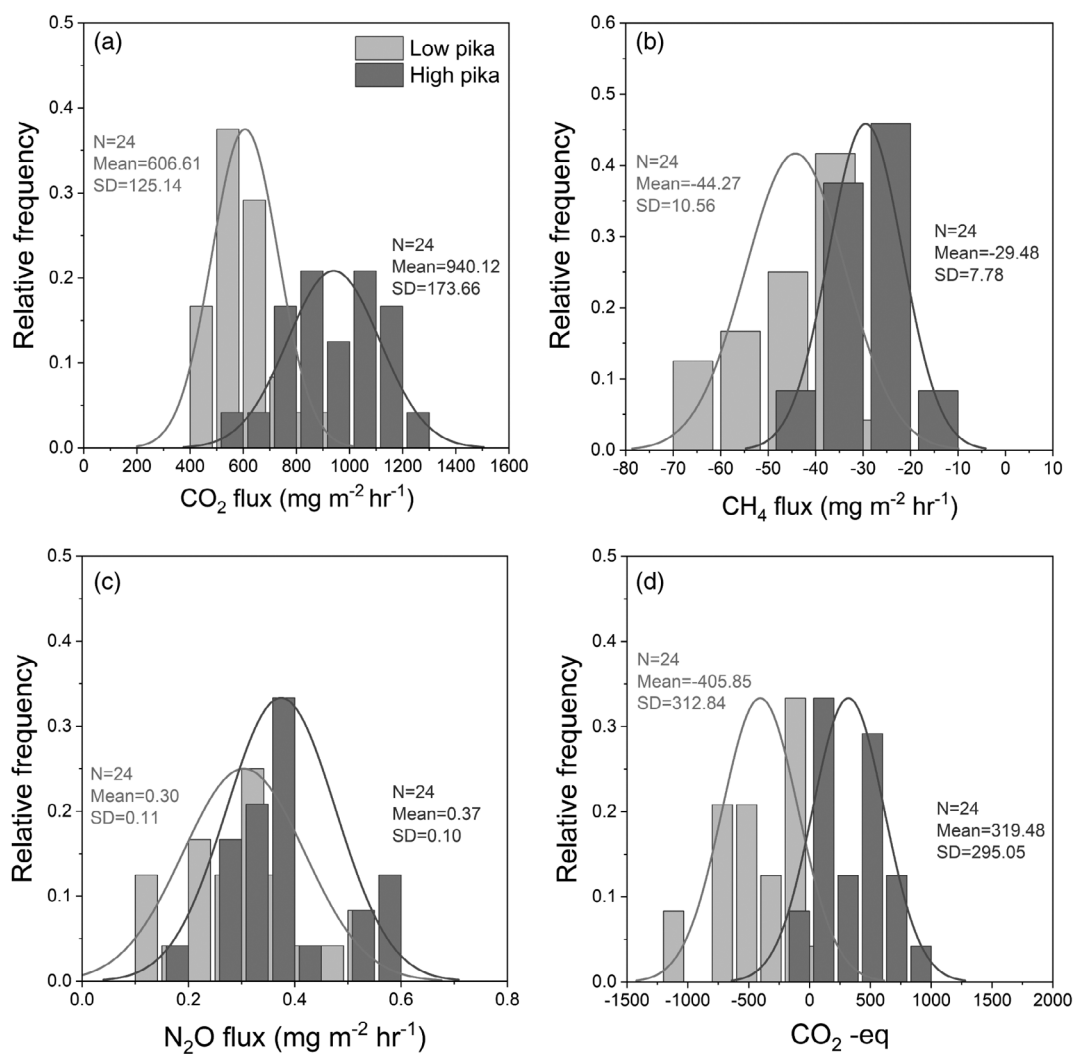 (a)
Low pika
High pika
N=24
Mean=606.61
SD=125.14
N=24
Mean=940.12
SD=173.66
0.5
0.4
0.3
0.2
0.1
0.0
Relative frequency
0 200 400 600 800 1000 1200 1400 1600
CO₂ flux (mg m⁻² hr⁻¹)
(b)
N=24
Mean=-44.27
SD=10.56
N=24
Mean=-29.48
SD=7.78
0.6
0.5
0.4
0.3
0.2
0.1
0.0
Relative frequency
-80 -70 -60 -50 -40 -30 -20 -10 0 10
CH₄ flux (mg m⁻² hr⁻¹)
(c)
N=24
Mean=0.30
SD=0.11
N=24
Mean=0.37
SD=0.10
0.5
0.4
0.3
0.2
0.1
0.0
Relative frequency
0.0 0.2 0.4 0.6 0.8
N₂O flux (mg m⁻² hr⁻¹)
(d)
N=24
Mean=-405.85
SD=312.84
N=24
Mean=319.48
SD=295.05
0.5
0.4
0.3
0.2
0.1
0.0
Relative frequency
-1500 -1000 -500 0 500 1000 1500 2000
CO₂ -eq